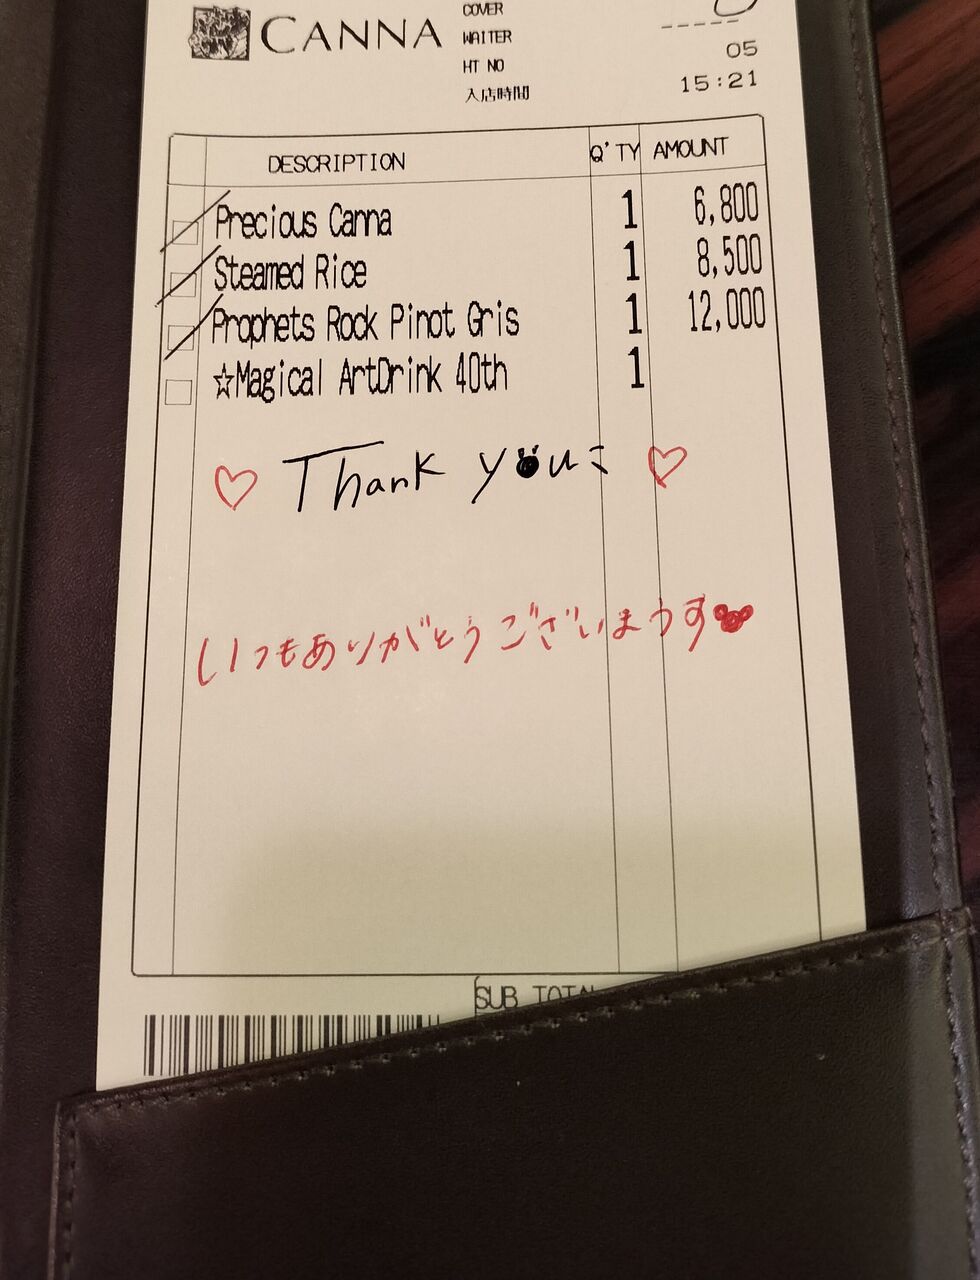 CANNA
COVER
WAITER
HT NO 05
入店時間 15:21
DESCRIPTION Q'TY AMOUNT
Precious Canna 1 6,800
Steamed Rice 1 8,500
Prophets Rock Pinot Gris 1 12,000
☆Magical ArtDrink 40th 1
♡ Thank you ♡
いつもありがとうございまうす
SUB TOTAL